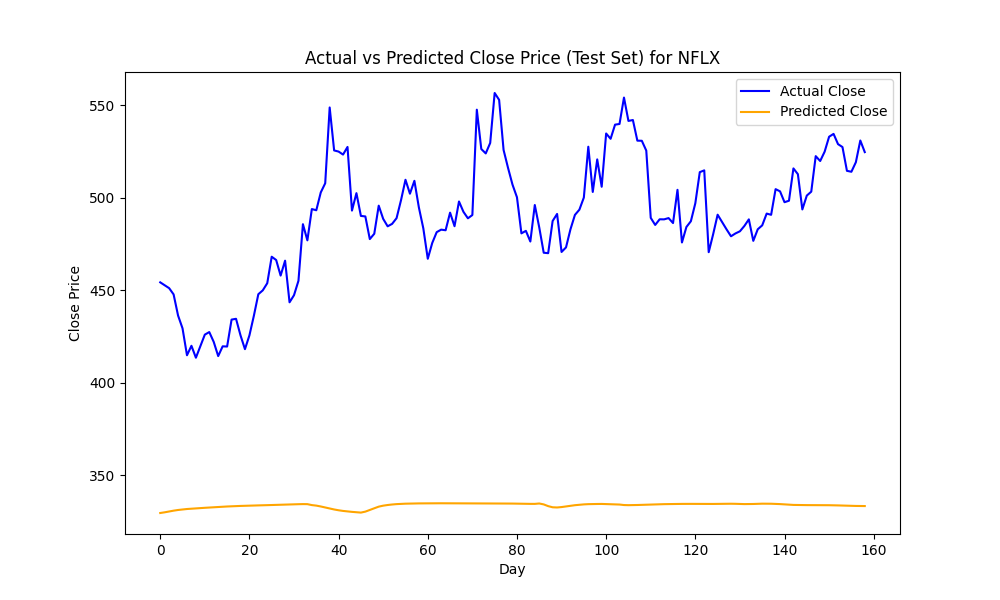 Actual vs Predicted Close Price (Test Set) for NFLX
Actual Close
Predicted Close
550
500
450
400
350
Close Price
0 20 40 60 80 100 120 140 160
Day